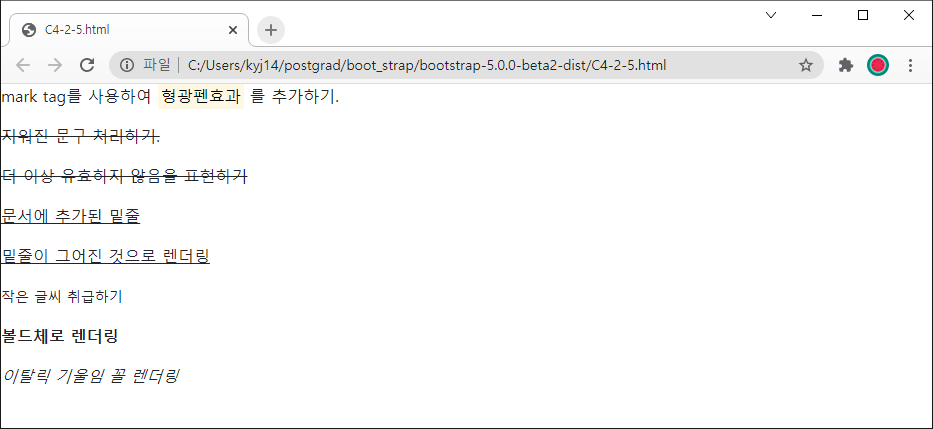 C4-2-5.html
파일 C:/Users/kyj14/postgrad/boot_strap/bootstrap-5.0.0-beta2-dist/C4-2-5.html
mark tag를 사용하여 형광펜효과 를 추가하기.
지워진 문구 처리하기.
더 이상 유효하지 않음을 표현하기
문서에 추가된 밑줄
밑줄이 그어진 것으로 렌더링
작은 글씨 취급하기
볼드체로 렌더링
이탈릭 기울임 꼴 렌더링